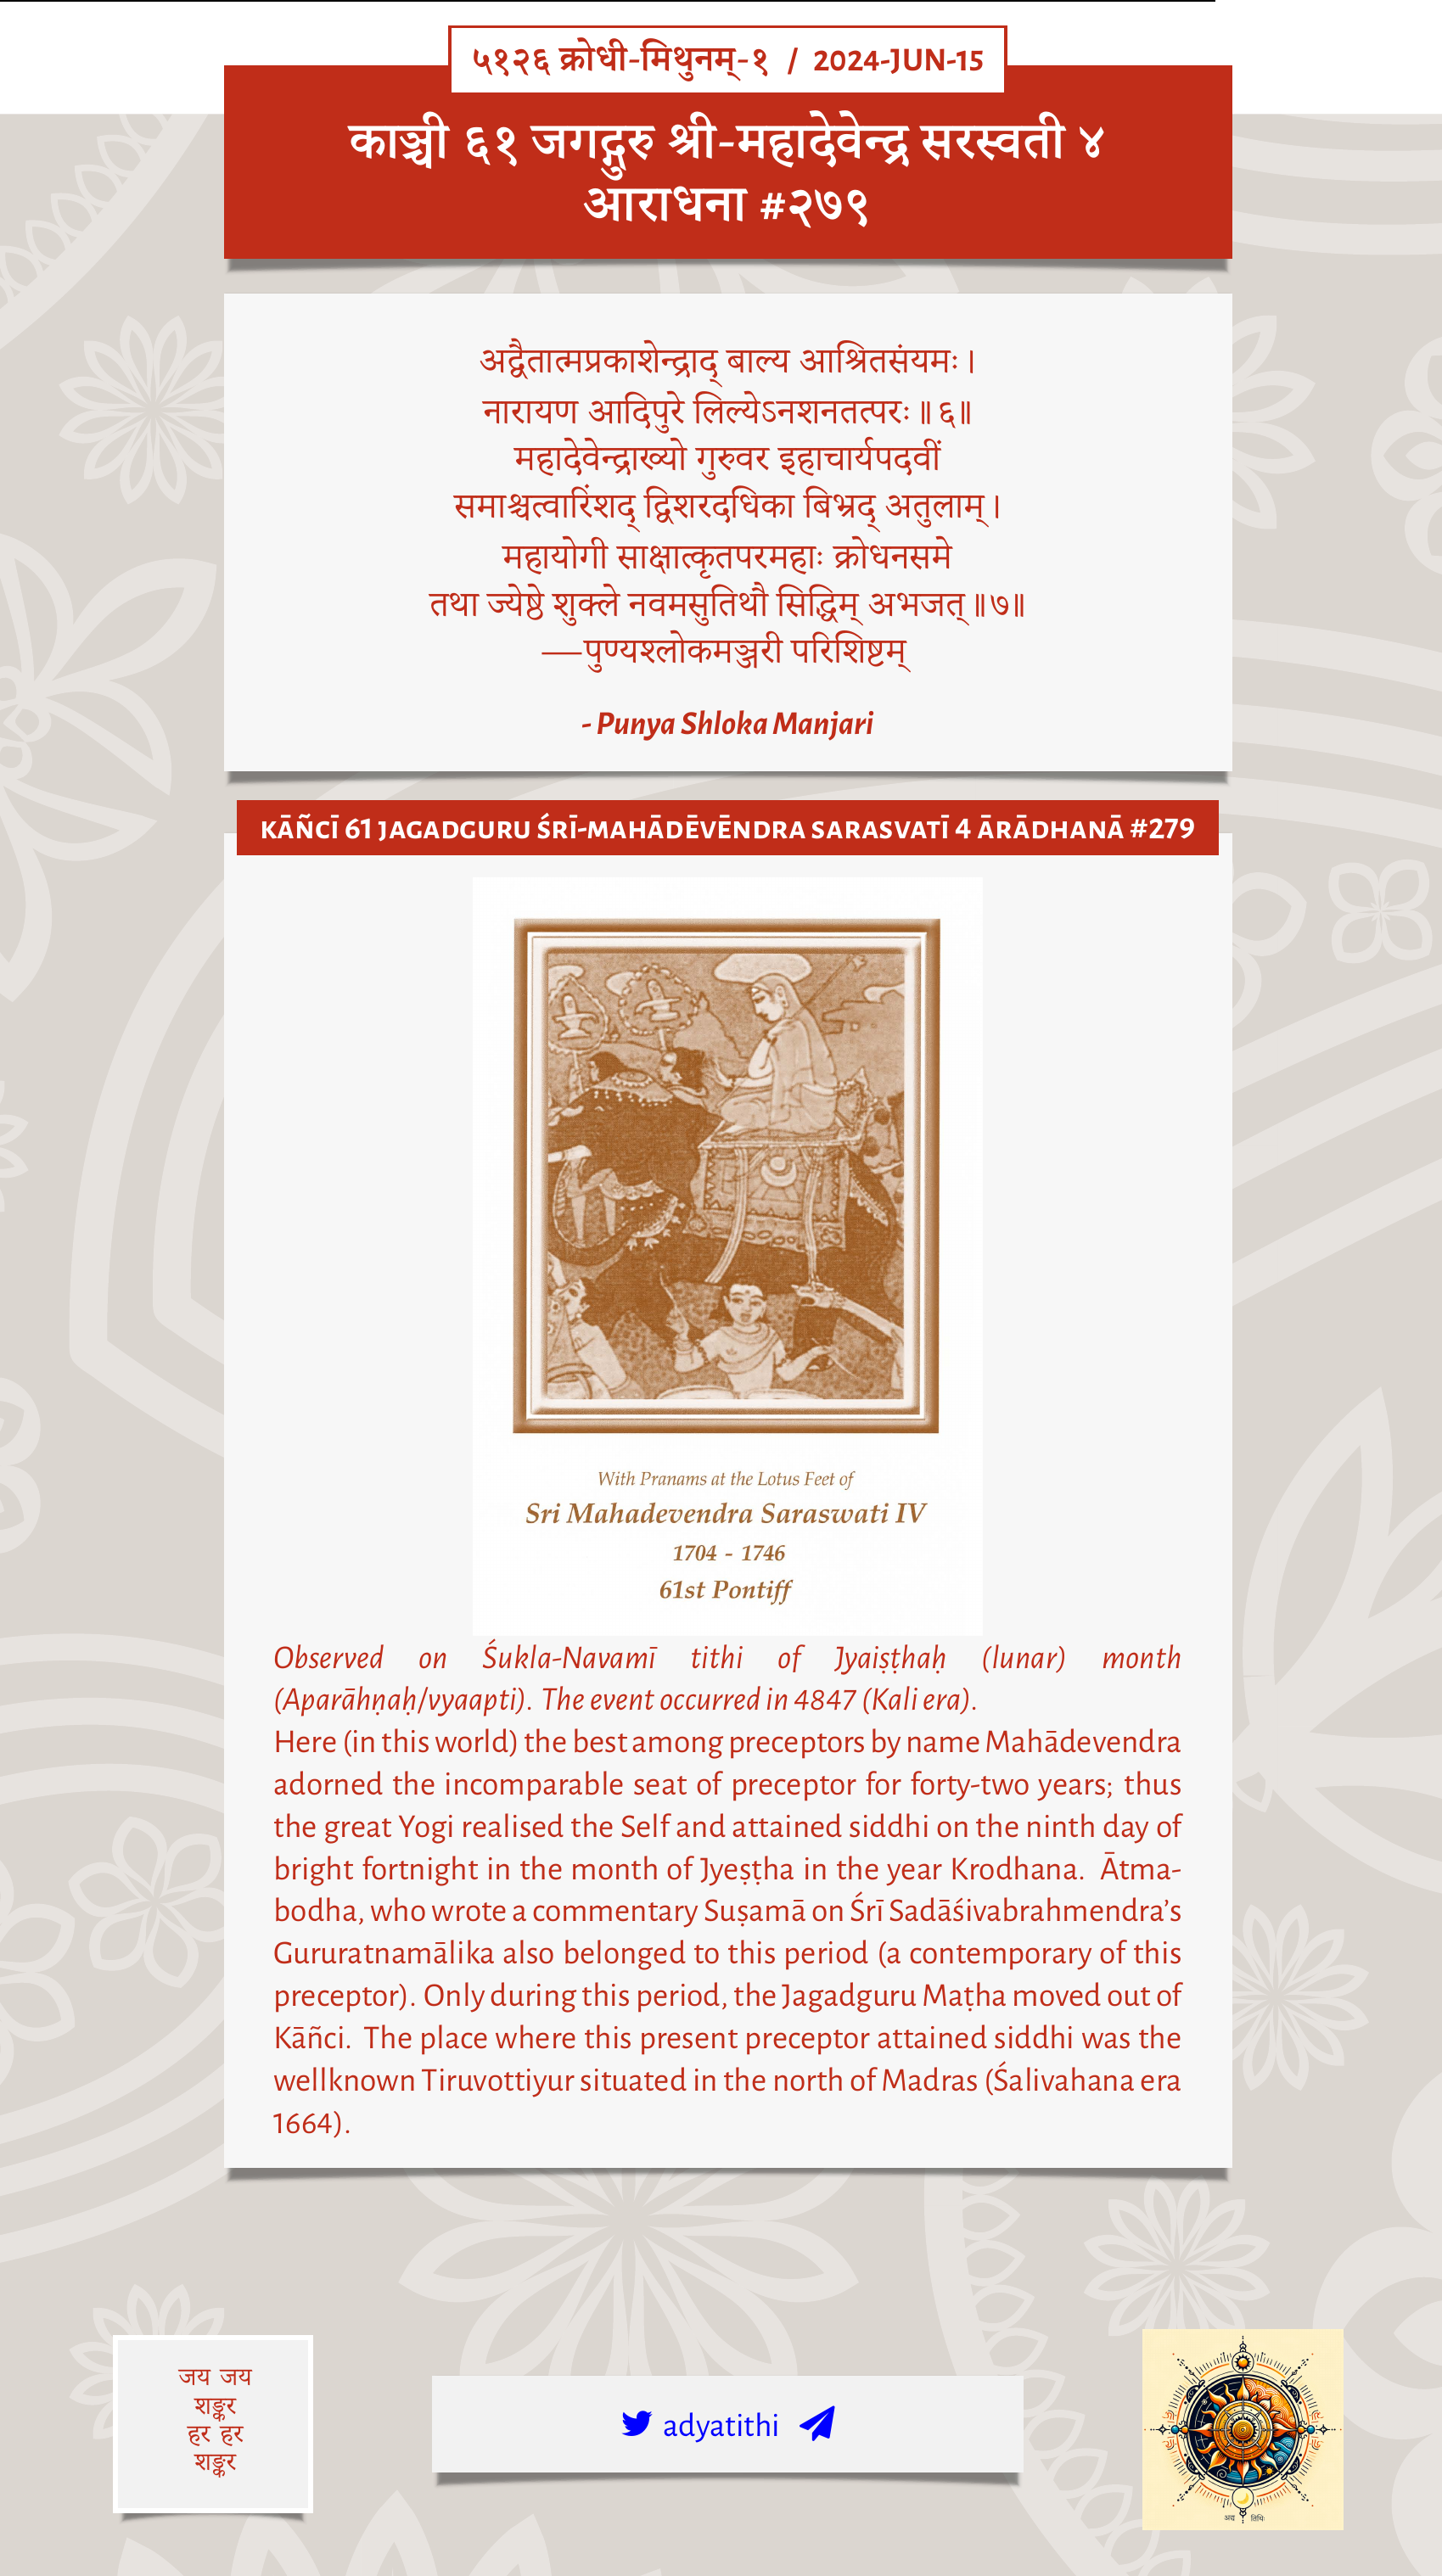 ५१२६ क्रोधी-मिथुनम्-१ / 2024-JUN-15
काञ्ची ६१ जगद्गुरु श्री-महादेवेन्द्र सरस्वती ४
आराधना #२७९
अद्वैतात्मप्रकाशेन्द्राद् बाल्य आश्रितसंयमः।
नारायण आदिपुरे लिल्येऽनशनतत्परः॥६॥
महादेवेन्द्राख्यो गुरुवर इहाचार्यपदवीं
समाश्चत्वारिंशद् द्विशरदधिका बिभ्रद् अतुलाम्।
महायोगी साक्षात्कृतपरमहाः क्रोधनसमे
तथा ज्येष्ठे शुक्ले नवमसुतिथौ सिद्धिम् अभजत्॥७॥
—पुण्यश्लोकमञ्जरी परिशिष्टम्
- Punya Shloka Manjari
KĀÑCĪ 61 JAGADGURU ŚRĪ-MAHĀDĒVĒNDRA SARASVATĪ 4 ĀRĀDHANĀ #279
With Pranams at the Lotus Feet of
Sri Mahadevendra Saraswati IV
1704 - 1746
61st Pontiff
Observed on Śukla-Navamī tithi of Jyaiṣṭhaḥ (lunar) month
(Aparāhṇaḥ/vyaapti). The event occurred in 4847 (Kali era).
Here (in this world) the best among preceptors by name Mahādevendra
adorned the incomparable seat of preceptor for forty-two years; thus
the great Yogi realised the Self and attained siddhi on the ninth day of
bright fortnight in the month of Jyeṣṭha in the year Krodhana. Ātma-
bodha, who wrote a commentary Suṣamā on Śrī Sadāśivabrahmendra's
Gururatnamālika also belonged to this period (a contemporary of this
preceptor). Only during this period, the Jagadguru Maṭha moved out of
Kāñci. The place where this present preceptor attained siddhi was the
wellknown Tiruvottiyur situated in the north of Madras (Śalivahana era
1664).
जय जय
शङ्कर
हर हर
शङ्कर
adyatithi
अद्य तिथिः